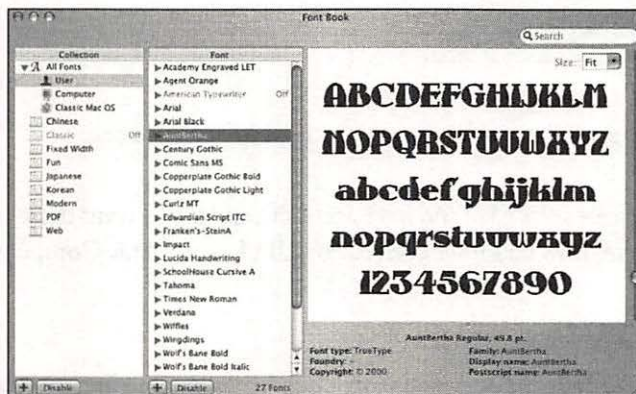 Font Book
Search
Collection
All Fonts
User
Computer
Classic Mac OS
Chinese
Classic Off
Fixed Width
Fun
Japanese
Korean
Modern
PDF
Web
Disable
Font
Academy Engraved LET
Agent Orange
American Typewriter Off
Arial
Arial Black
AuntBertha
Century Gothic
Comic Sans MS
Copperplate Gothic Bold
Copperplate Gothic Light
Curlz MT
Edwardian Script ITC
Franken's-SteinA
Impact
Lucida Handwriting
SchoolHouse Cursive A
Tahoma
Times New Roman
Verdana
Wiffles
Wingdings
Wolf's Bane Bold
Wolf's Bane Bold Italic
Disable
27 Fonts
Size: Fit
ABCDEFGHIJKLM
NOPQRSTUVWXYZ
abcdefghijklm
nopqrstuvwxyz
1234567890
AuntBertha Regular, 49.8 pt.
Font type: TrueType
Foundry: -
Copyright: © 2000
Family: AuntBertha
Display name: AuntBertha
Postscript name: AuntBertha